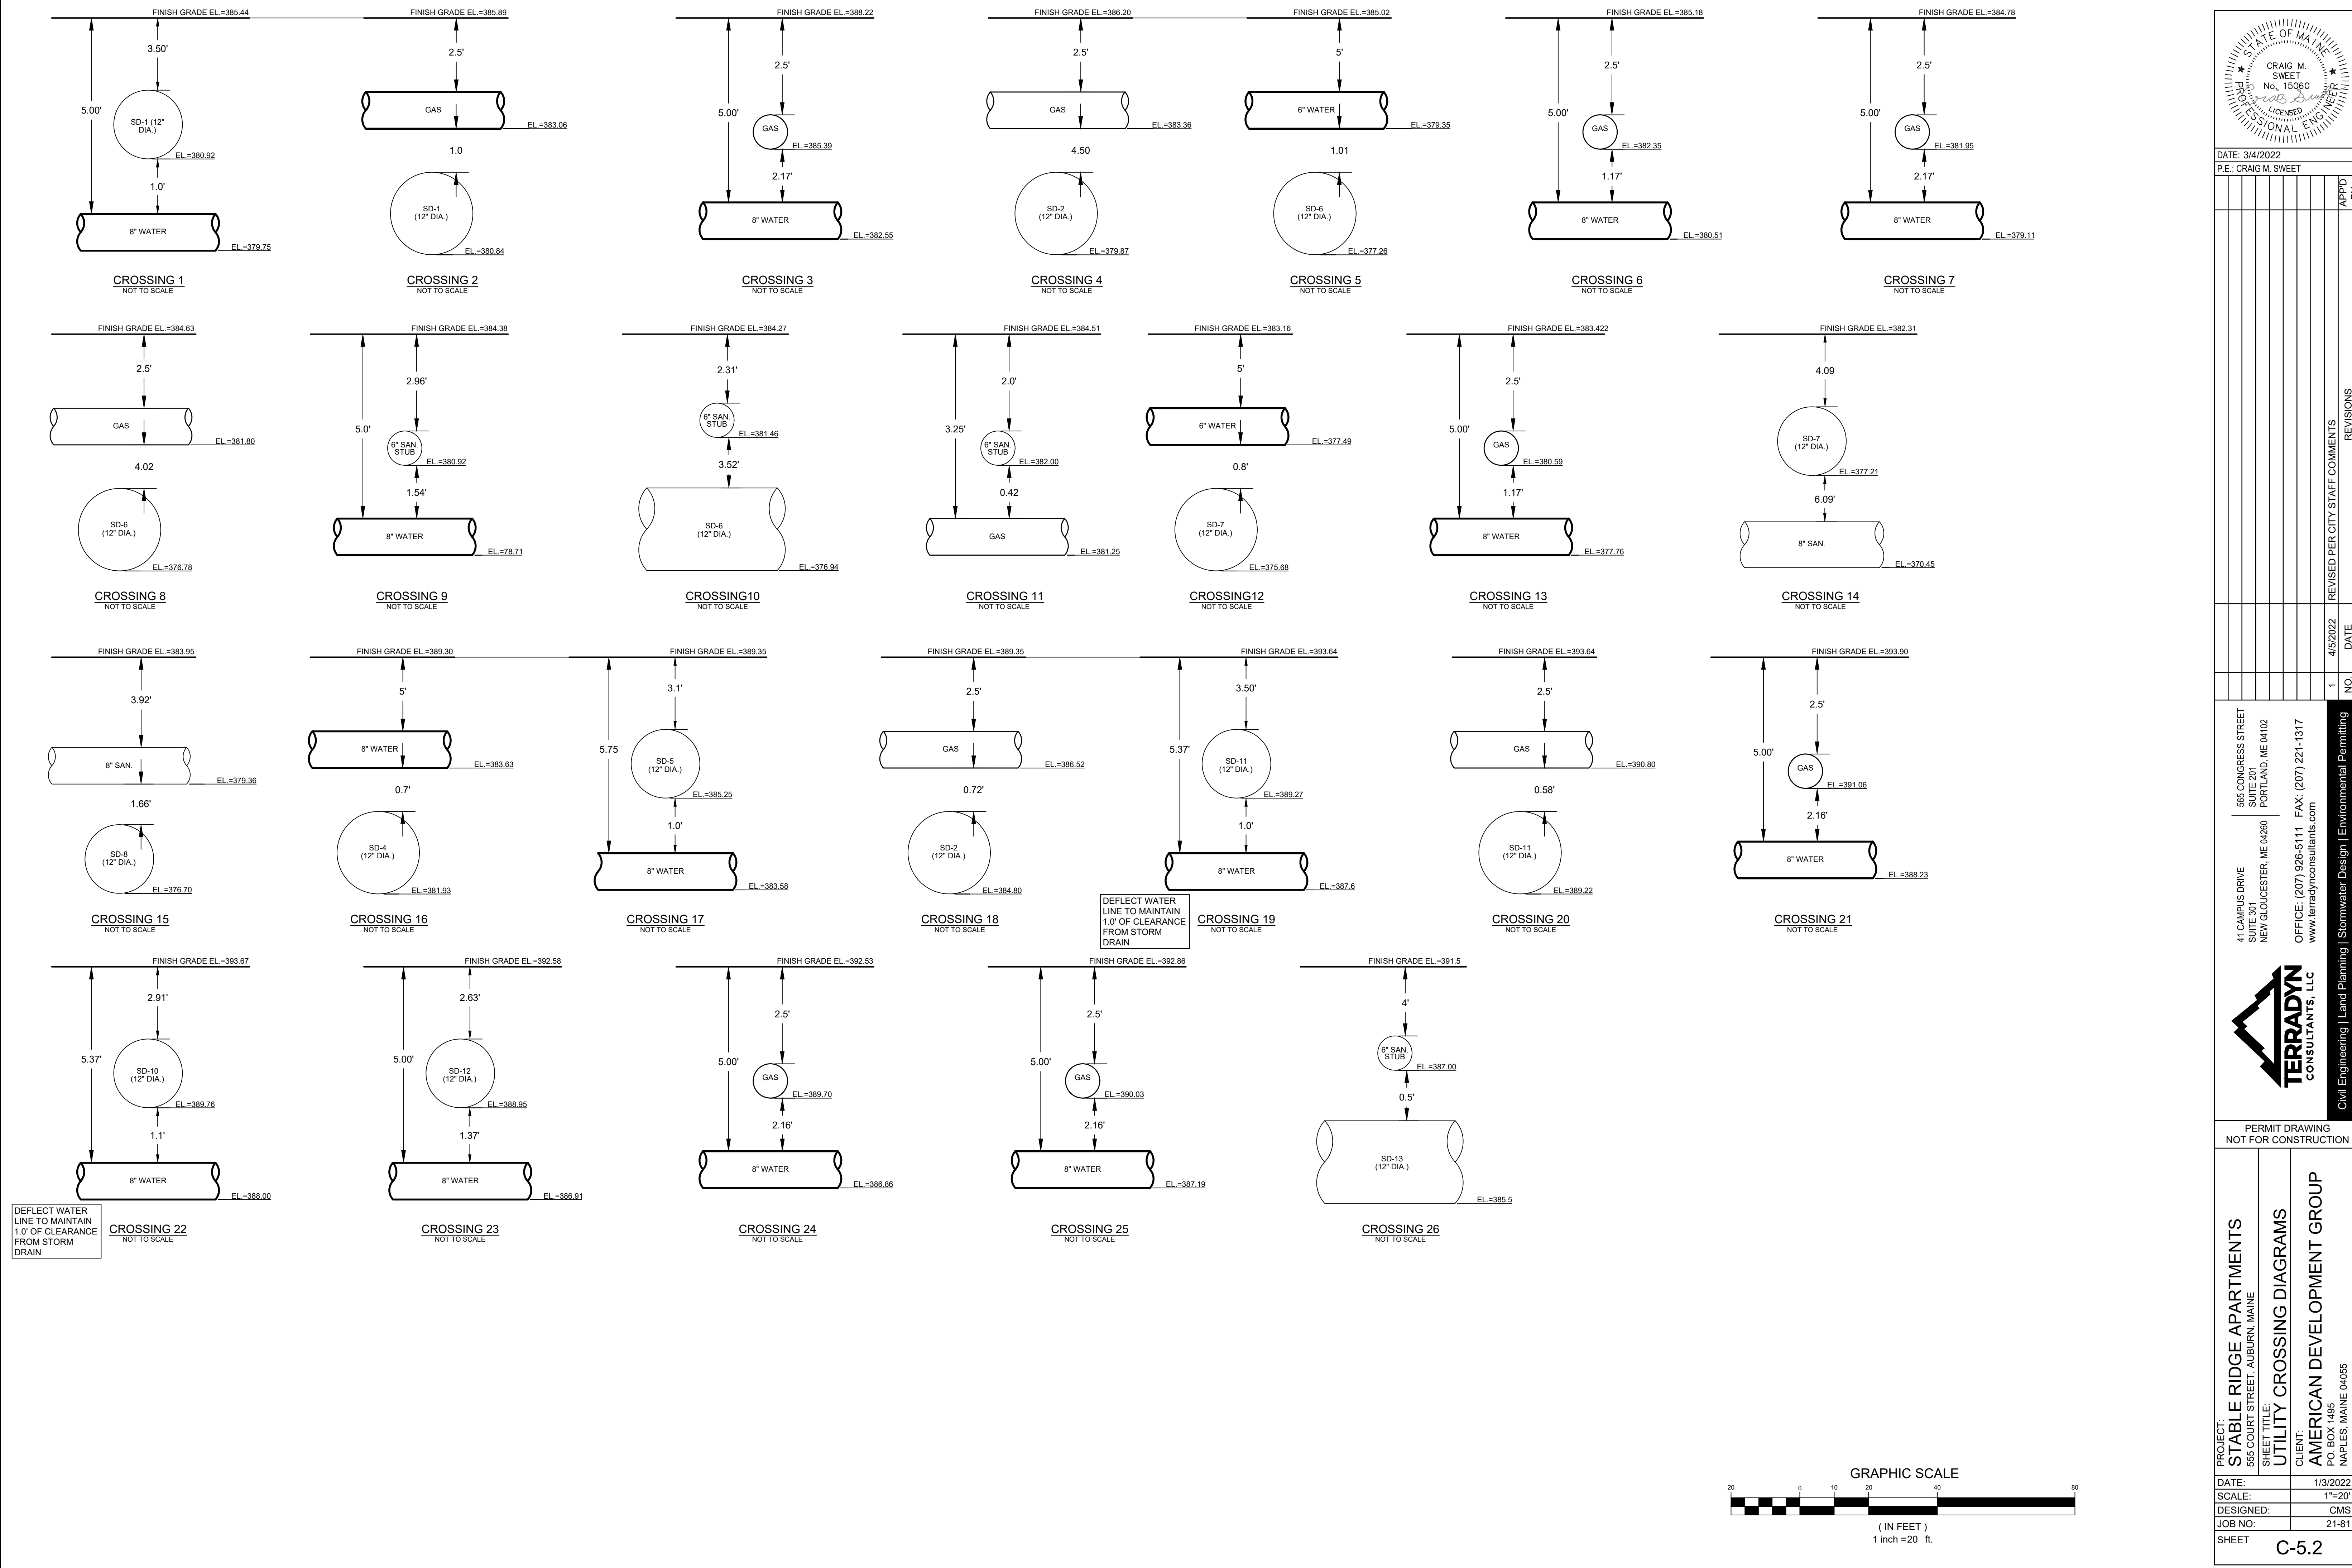 FINISH GRADE EL.=385.44
3.50'
5.00'
SD-1 (12"
DIA.)
EL.=380.92
1.0'
8" WATER
EL.=379.75
CROSSING 1
NOT TO SCALE
FINISH GRADE EL.=385.89
2.5'
GAS
EL.=383.06
1.0
SD-1
(12" DIA.)
EL.=380.84
CROSSING 2
NOT TO SCALE
FINISH GRADE EL.=388.22
2.5'
5.00'
GAS
EL.=385.39
2.17'
8" WATER
EL.=382.55
CROSSING 3
NOT TO SCALE
FINISH GRADE EL.=386.20
2.5'
GAS
EL.=383.36
4.50
SD-2
(12" DIA.)
EL.=379.87
CROSSING 4
NOT TO SCALE
FINISH GRADE EL.=385.02
5'
6" WATER
EL.=379.35
1.01
SD-6
(12" DIA.)
EL.=377.26
CROSSING 5
NOT TO SCALE
FINISH GRADE EL.=385.18
2.5'
5.00'
GAS
EL.=382.35
1.17'
8" WATER
EL.=380.51
CROSSING 6
NOT TO SCALE
FINISH GRADE EL.=384.78
2.5'
5.00'
GAS
EL.=381.95
2.17'
8" WATER
EL.=379.11
CROSSING 7
NOT TO SCALE
FINISH GRADE EL.=384.63
2.5'
GAS
EL.=381.80
4.02
SD-6
(12" DIA.)
EL.=376.78
CROSSING 8
NOT TO SCALE
FINISH GRADE EL.=384.38
2.96'
5.0'
6" SAN.
STUB
EL.=380.92
1.54'
8" WATER
EL.=78.71
CROSSING 9
NOT TO SCALE
FINISH GRADE EL.=384.27
2.31'
6" SAN.
STUB
EL.=381.46
3.52'
SD-6
(12" DIA.)
EL.=376.94
CROSSING10
NOT TO SCALE
FINISH GRADE EL.=384.51
2.0'
3.25'
6" SAN.
STUB
EL.=382.00
0.42
GAS
EL.=381.25
CROSSING 11
NOT TO SCALE
FINISH GRADE EL.=383.16
5'
6" WATER
EL.=377.49
0.8'
SD-7
(12" DIA.)
EL.=375.68
CROSSING12
NOT TO SCALE
FINISH GRADE EL.=383.422
2.5'
5.00'
GAS
EL.=380.59
1.17'
8" WATER
EL.=377.76
CROSSING 13
NOT TO SCALE
FINISH GRADE EL.=382.31
4.09
SD-7
(12" DIA.)
EL.=377.21
6.09'
8" SAN.
EL.=370.45
CROSSING 14
NOT TO SCALE
FINISH GRADE EL.=383.95
3.92'
8" SAN.
EL.=379.36
1.66'
SD-8
(12" DIA.)
EL.=376.70
CROSSING 15
NOT TO SCALE
FINISH GRADE EL.=389.30
5'
8" WATER
EL.=383.63
0.7'
SD-4
(12" DIA.)
EL.=381.93
CROSSING 16
NOT TO SCALE
FINISH GRADE EL.=389.35
3.1'
5.75
SD-5
(12" DIA.)
EL.=385.25
1.0'
8" WATER
EL.=383.58
CROSSING 17
NOT TO SCALE
FINISH GRADE EL.=389.35
2.5'
GAS
EL.=386.52
0.72'
SD-2
(12" DIA.)
EL.=384.80
CROSSING 18
NOT TO SCALE
FINISH GRADE EL.=393.64
3.50'
5.37'
SD-11
(12" DIA.)
EL.=389.27
1.0'
8" WATER
EL.=387.6
DEFLECT WATER
LINE TO MAINTAIN
1.0' OF CLEARANCE
FROM STORM
DRAIN
CROSSING 19
NOT TO SCALE
FINISH GRADE EL.=393.64
2.5'
GAS
EL.=390.80
0.58'
SD-11
(12" DIA.)
EL.=389.22
CROSSING 20
NOT TO SCALE
FINISH GRADE EL.=393.90
2.5'
5.00'
GAS
EL.=391.06
2.16'
8" WATER
EL.=388.23
CROSSING 21
NOT TO SCALE
FINISH GRADE EL.=393.67
2.91'
5.37'
SD-10
(12" DIA.)
EL.=389.76
1.1'
8" WATER
EL.=388.00
DEFLECT WATER
LINE TO MAINTAIN
1.0' OF CLEARANCE
FROM STORM
DRAIN
CROSSING 22
NOT TO SCALE
FINISH GRADE EL.=392.58
2.63'
5.00'
SD-12
(12" DIA.)
EL.=388.95
1.37'
8" WATER
EL.=386.91
CROSSING 23
NOT TO SCALE
FINISH GRADE EL.=392.53
2.5'
5.00'
GAS
EL.=389.70
2.16'
8" WATER
EL.=386.86
CROSSING 24
NOT TO SCALE
FINISH GRADE EL.=392.86
2.5'
5.00'
GAS
EL.=390.03
2.16'
8" WATER
EL.=387.19
CROSSING 25
NOT TO SCALE
FINISH GRADE EL.=391.5
4'
6" SAN.
STUB
EL.=387.00
0.5'
SD-13
(12" DIA.)
EL.=385.5
CROSSING 26
NOT TO SCALE
GRAPHIC SCALE
20 0 10 20 40 80
( IN FEET )
1 inch =20 ft.
STATE OF MAINE
CRAIG M.
SWEET
No. 15060
LICENSED
PROFESSIONAL ENGINEER
DATE: 3/4/2022
P.E.: CRAIG M. SWEET
1 4/5/2022 REVISED PER CITY STAFF COMMENTS
NO. DATE REVISIONS APP'D
41 CAMPUS DRIVE
SUITE 301
NEW GLOUCESTER, ME 04260
565 CONGRESS STREET
SUITE 201
PORTLAND, ME 04102
OFFICE: (207) 926-5111 FAX: (207) 221-1317
www.terradynconsultants.com
TERRADYN
CONSULTANTS, LLC
Civil Engineering | Land Planning | Stormwater Design | Environmental Permitting
PERMIT DRAWING
NOT FOR CONSTRUCTION
PROJECT:
STABLE RIDGE APARTMENTS
555 COURT STREET, AUBURN, MAINE
SHEET TITLE:
UTILITY CROSSING DIAGRAMS
CLIENT:
AMERICAN DEVELOPMENT GROUP
PO. BOX 1495
NAPLES, MAINE 04055
DATE: 1/3/2022
SCALE: 1"=20'
DESIGNED: CMS
JOB NO: 21-81
SHEET C-5.2